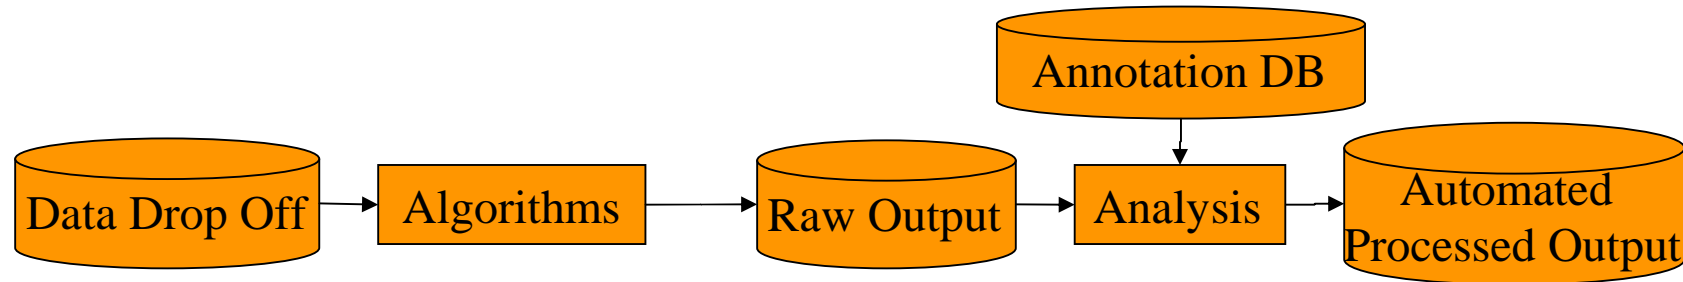 Annotation DB
Data Drop Off
Algorithms
Raw Output
Analysis
Automated
Processed Output